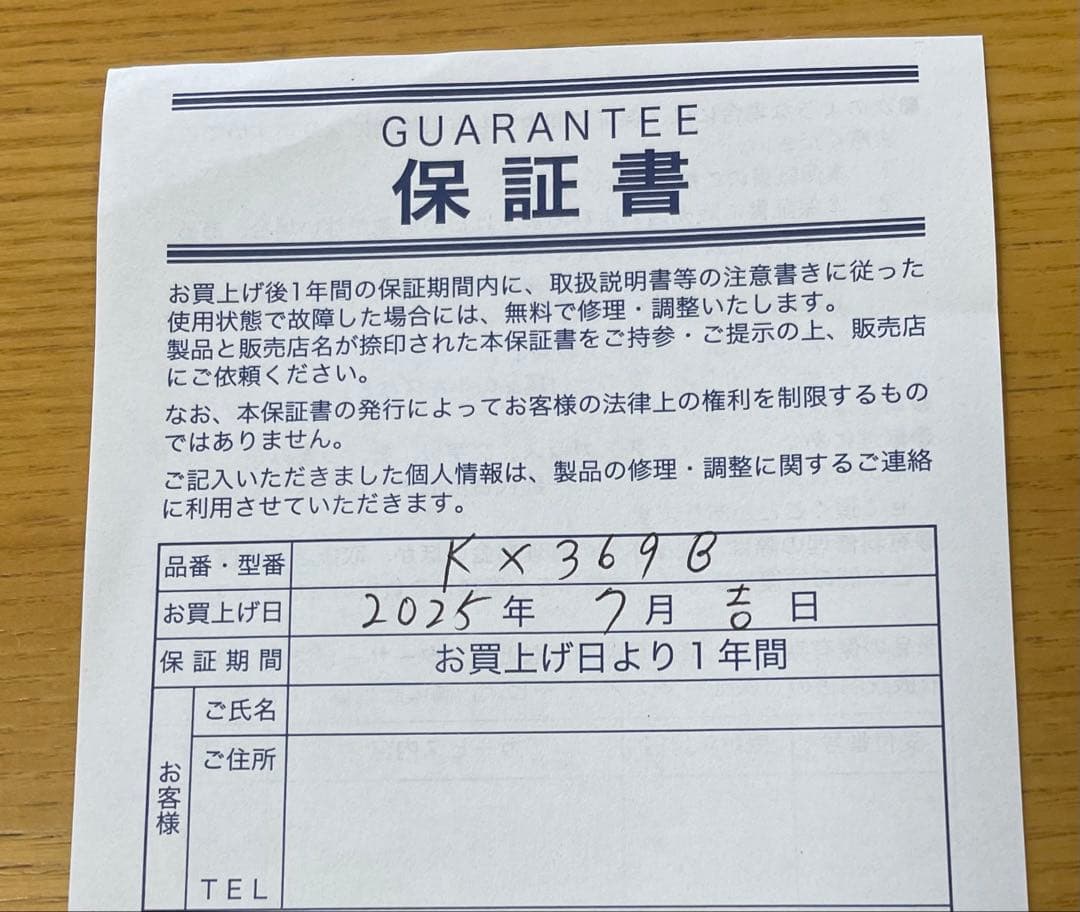 GUARANTEE
保証書
お買上げ後1年間の保証期間内に、取扱説明書等の注意書きに従った
使用状態で故障した場合には、無料で修理・調整いたします。
製品と販売店名が捺印された本保証書をご持参・ご提示の上、販売店
にご依頼ください。
なお、本保証書の発行によってお客様の法律上の権利を制限するもの
ではありません。
ご記入いただきました個人情報は、製品の修理・調整に関するご連絡
に利用させていただきます。
品番・型番 KX369B
お買上げ日 2025年 7月 吉日
保証期間 お買上げ日より1年間
お客様
ご氏名
ご住所
TEL